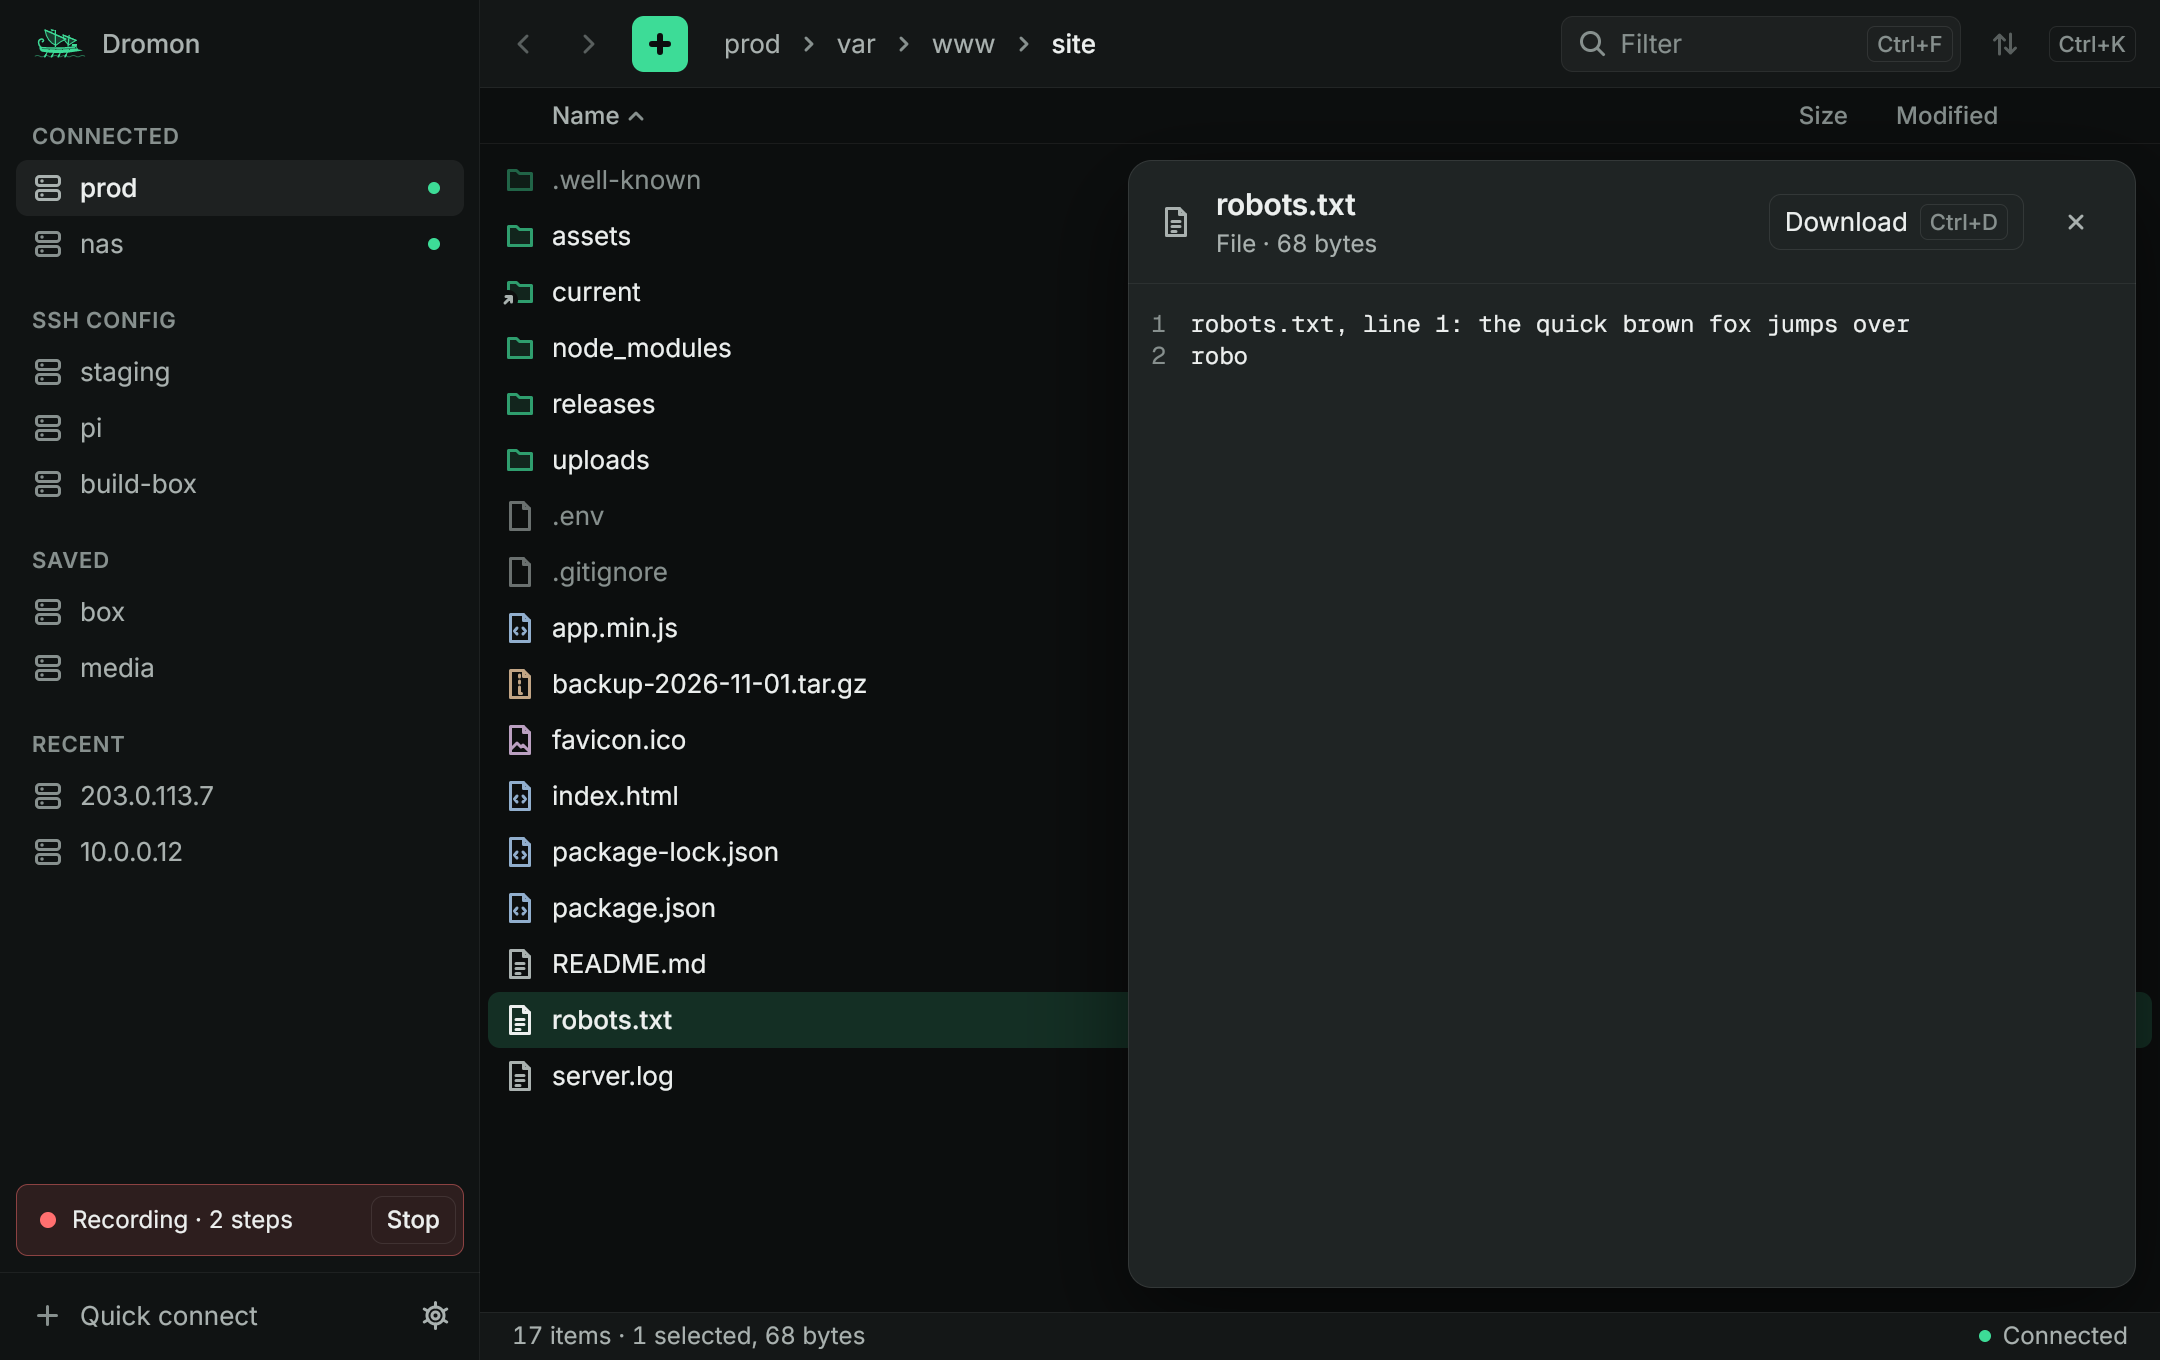 Dromon
CONNECTED
prod
nas
SSH CONFIG
staging
pi
build-box
SAVED
box
media
RECENT
203.0.113.7
10.0.0.12
Recording · 2 steps
Stop
Quick connect
prod > var > www > site
Filter
Ctrl+F
Ctrl+K
Name
Size
Modified
.well-known
assets
current
node_modules
releases
uploads
.env
.gitignore
app.min.js
backup-2026-11-01.tar.gz
favicon.ico
index.html
package-lock.json
package.json
README.md
robots.txt
server.log
robots.txt
File · 68 bytes
Download
Ctrl+D
1 robots.txt, line 1: the quick brown fox jumps over
2 robo
17 items · 1 selected, 68 bytes
Connected